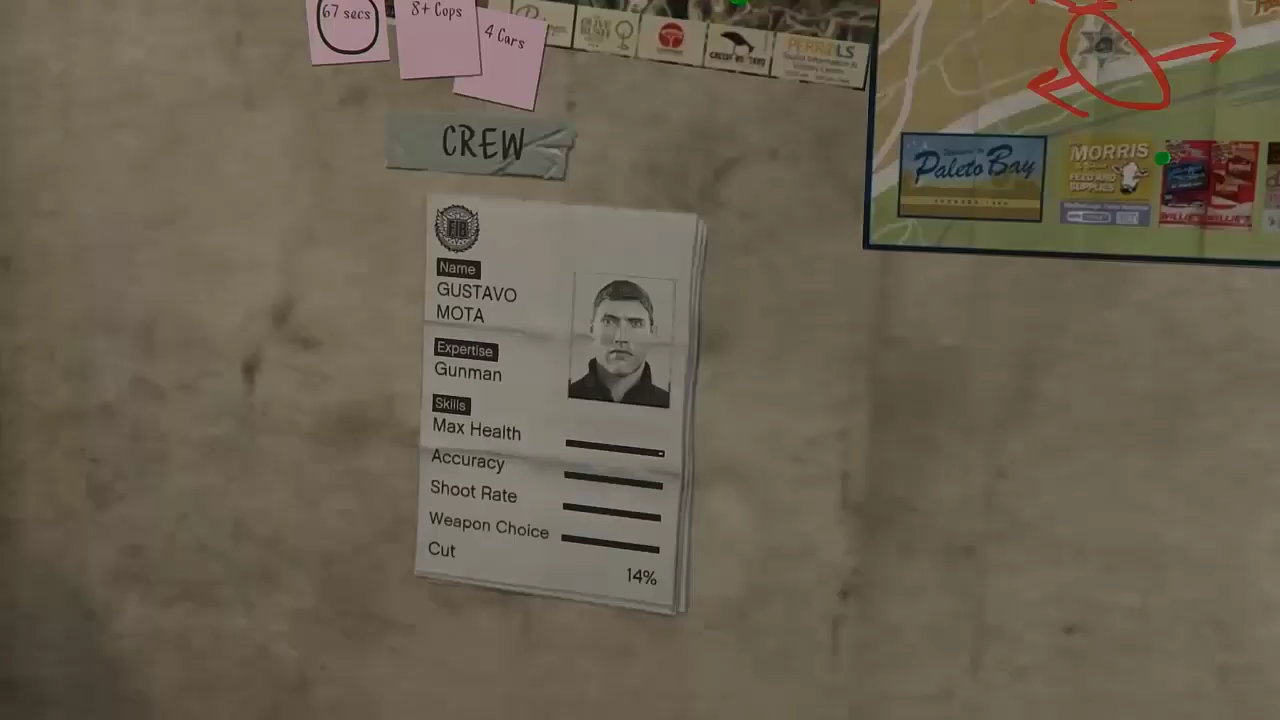 67 secs
8+ Cops
4 Cars
PERRÆLS
CREW
Paleto Bay
MORRIS
FEED AND
SUPPLIES
FIB
Name
GUSTAVO
MOTA
Expertise
Gunman
Skills
Max Health
Accuracy
Shoot Rate
Weapon Choice
Cut
14%